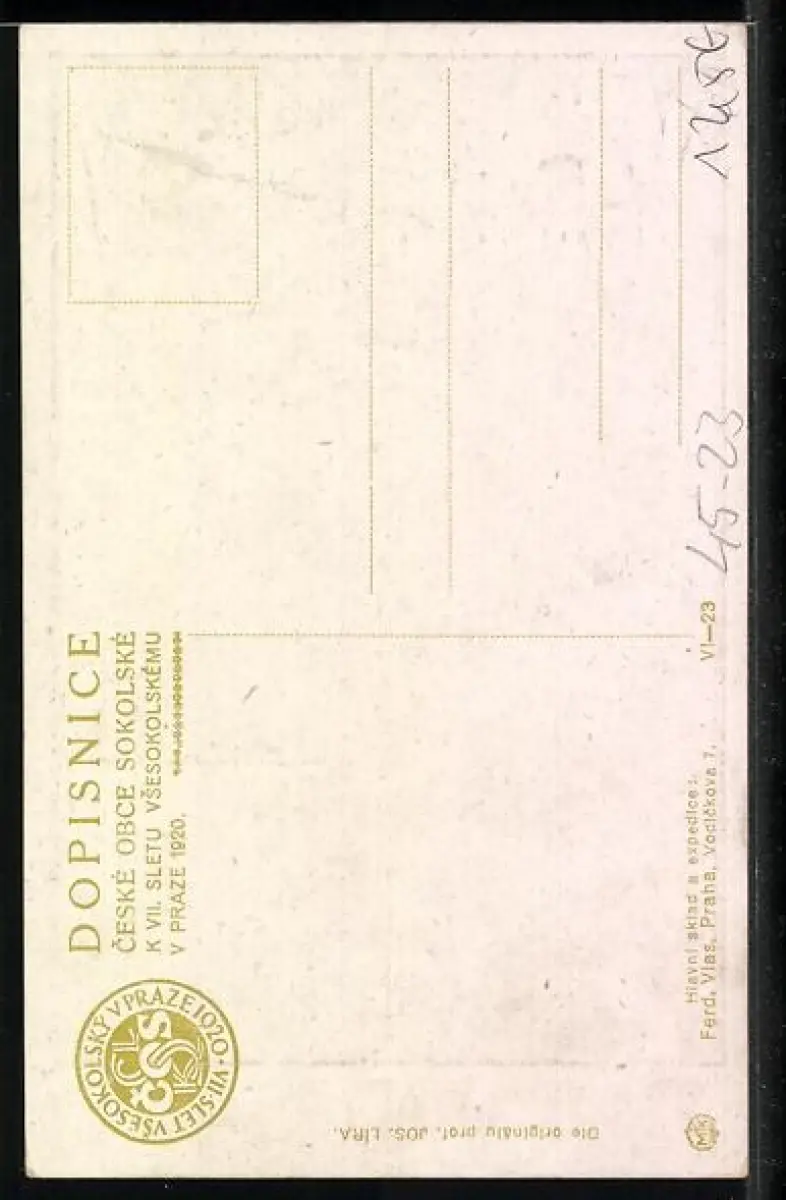 DOPISNICE
ČESKÉ OBCE SOKOLSKÉ
K VII. SLETU VŠESOKOLSKÉMU
V PRAZE 1920.
VII. SLET VŠESOKOLSKÝ V PRAZE 1920
Hlavní sklad a expedice:
Ferd. Vlas, Praha, Vodičkova 7.
VI—23
45-23
Dle originálu prof. JOS. LÍRA.